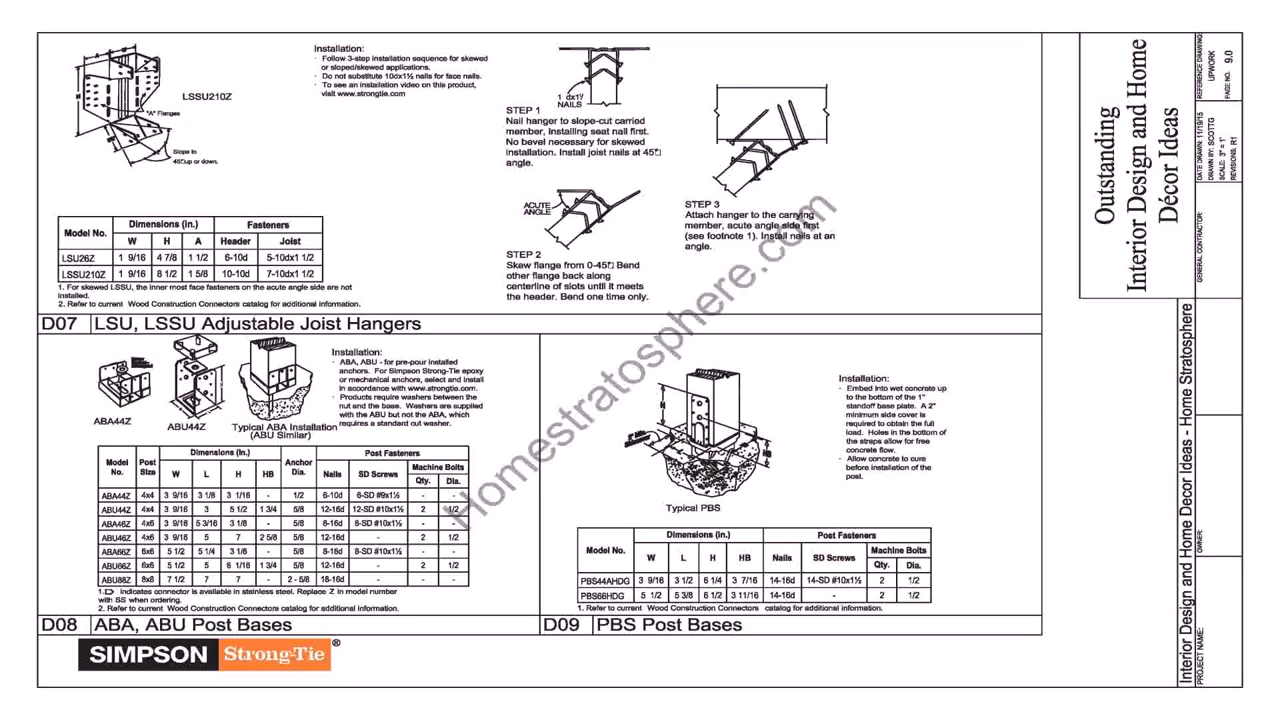 Installation:
· Follow 3-step installation sequence for skewed
or sloped/skewed applications.
· Do not substitute 10dx1½ nails for face nails.
· To see an installation video on this product,
visit www.strongtie.com
A
W
H
LSSU210Z
"A" Flanges
Slope to
45° up or down.
1 dx1½
NAILS
STEP 1
Nail hanger to slope-cut carried
member, installing seat nail first.
No bevel necessary for skewed
installation. Install joist nails at 45°
angle.
ACUTE
ANGLE
STEP 2
Skew flange from 0-45° Bend
other flange back along
centerline of slots until it meets
the header. Bend one time only.
STEP 3
Attach hanger to the carrying
member, acute angle side first
(see footnote 1). Install nails at an
angle.
Model No. Dimensions (in.) Fasteners
W H A Header Joist
LSU26Z 1 9/16 4 7/8 1 1/2 6-10d 5-10dx1 1/2
LSSU210Z 1 9/16 8 1/2 1 5/8 10-10d 7-10dx1 1/2
1. For skewed LSSU, the inner most face fasteners on the acute angle side are not
installed.
2. Refer to current Wood Construction Connectors catalog for additional information.
D07 LSU, LSSU Adjustable Joist Hangers
ABA44Z
ABU44Z
Typical ABA Installation
(ABU Similar)
Installation:
· ABA, ABU - for pre-pour installed
anchors. For Simpson Strong-Tie epoxy
or mechanical anchors, select and install
in accordance with www.strongtie.com.
· Products require washers between the
nut and the base. Washers are supplied
with the ABU but not the ABA, which
requires a standard cut washer.
Model No. Post Size Dimensions (in.) Anchor Dia. Post Fasteners
W L H HB Nails SD Screws Machine Bolts
Qty. Dia.
ABA44Z 4x4 3 9/16 3 1/8 3 1/16 - 1/2 6-10d 6-SD #9x1½ - -
ABU44Z 4x4 3 9/16 3 5 1/2 1 3/4 5/8 12-16d 12-SD #10x1½ 2 1/2
ABA46Z 4x6 3 9/16 5 3/16 3 1/8 - 5/8 8-16d 8-SD #10x1½ - -
ABU46Z 4x6 3 9/16 5 7 2 5/8 5/8 12-16d - 2 1/2
ABA66Z 6x6 5 1/2 5 1/4 3 1/8 - 5/8 8-16d 8-SD #10x1½ - -
ABU66Z 6x6 5 1/2 5 6 1/16 1 3/4 5/8 12-16d - 2 1/2
ABU88Z 8x8 7 1/2 7 7 - 2 - 5/8 18-16d - - -
1. indicates connector is available in stainless steel. Replace Z in model number
with SS when ordering.
2. Refer to current Wood Construction Connectors catalog for additional information.
D08 ABA, ABU Post Bases
H
HB
Typical PBS
Installation:
· Embed into wet concrete up
to the bottom of the 1"
standoff base plate. A 2"
minimum side cover is
required to obtain the full
load. Holes in the bottom of
the straps allow for free
concrete flow.
· Allow concrete to cure
before installation of the
post.
Model No. Dimensions (in.) Post Fasteners
W L H HB Nails SD Screws Machine Bolts
Qty. Dia.
PBS44AHDG 3 9/16 3 1/2 6 1/4 3 7/16 14-16d 14-SD #10x1½ 2 1/2
PBS66HDG 5 1/2 5 3/8 6 1/2 3 11/16 14-16d - 2 1/2
1. Refer to current Wood Construction Connectors catalog for additional information.
D09 PBS Post Bases
SIMPSON Strong-Tie®
Homestratosphere.com
Outstanding
Interior Design and Home
Décor Ideas
REFERENCE DRAWING:
UPWORK
PAGE NO. 9.0
DATE DRAWN: 11/19/15
DRAWN BY: SCOTTG
SCALE: 3" = 1"
REVISIONS: R1
GENERAL CONTRACTOR:
OWNER:
PROJECT NAME:
Interior Design and Home Decor Ideas - Home Stratosphere